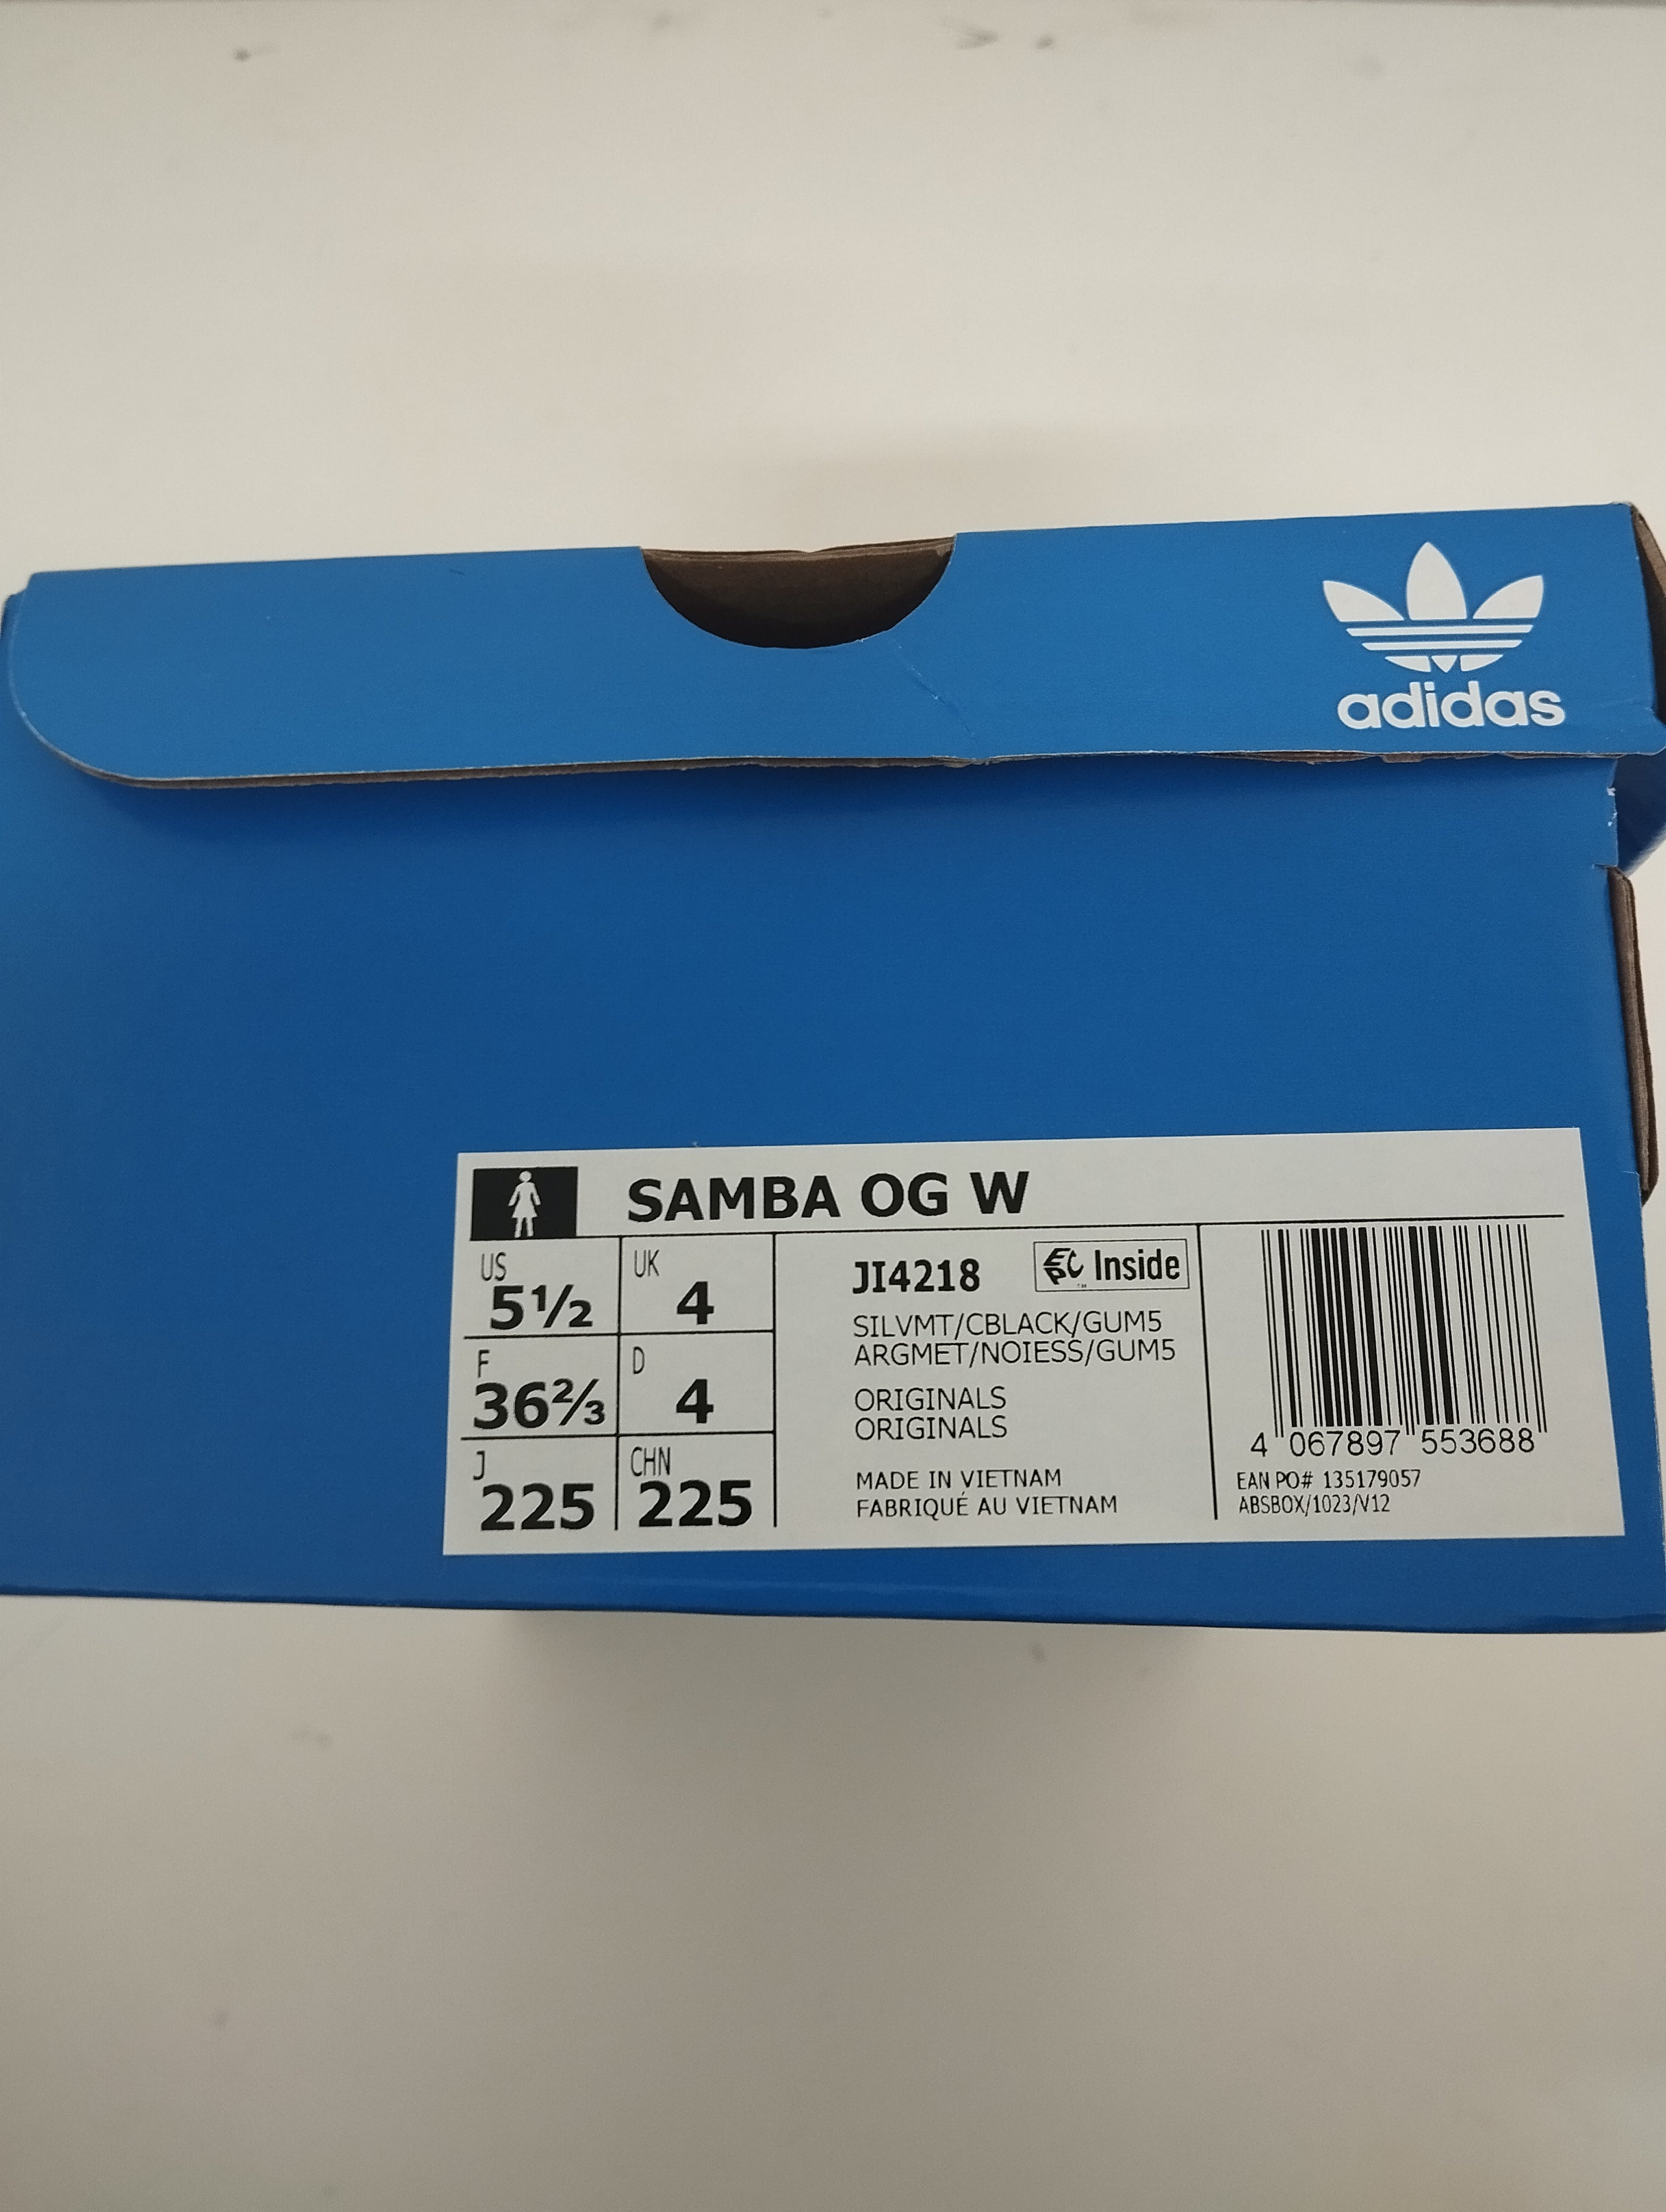 adidas
SAMBA OG W
US
5½
UK
4
F
36⅔
D
4
J
225
CHN
225
JI4218
EPC Inside
™
SILVMT/CBLACK/GUM5
ARGMET/NOIESS/GUM5
ORIGINALS
ORIGINALS
MADE IN VIETNAM
FABRIQUÉ AU VIETNAM
4 067897 553688
EAN PO# 135179057
ABSBOX/1023/V12